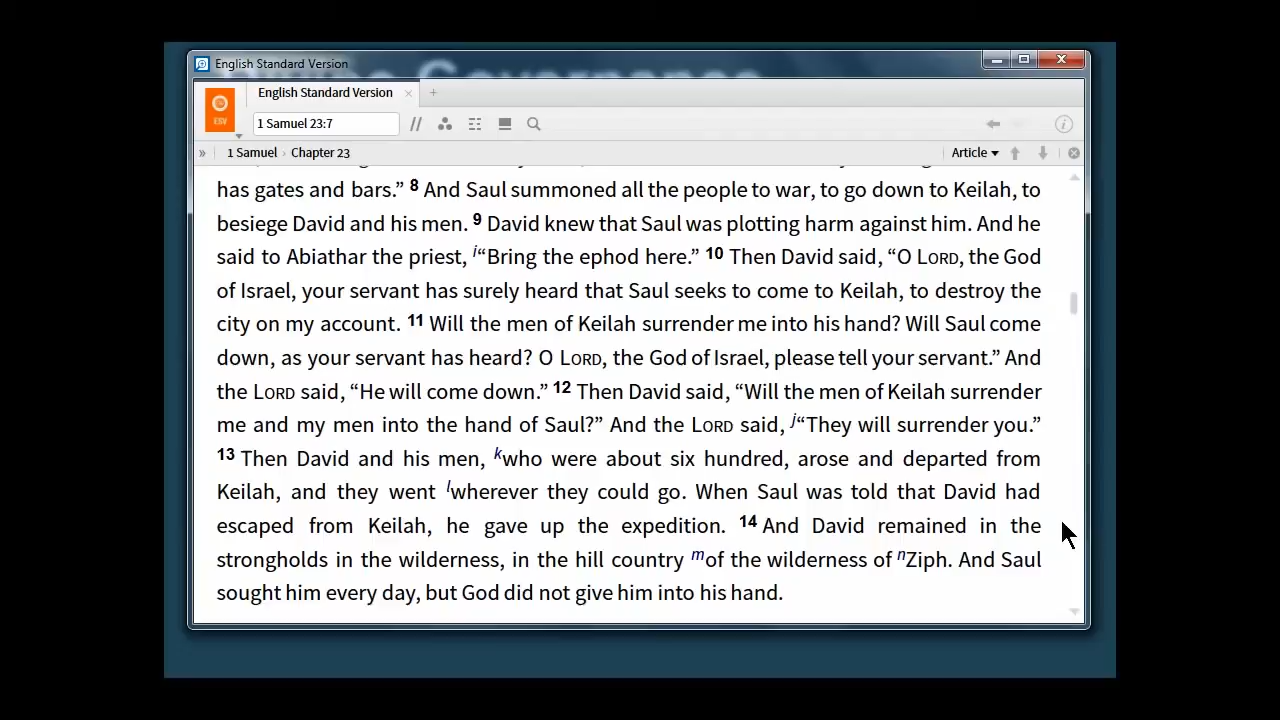 Governance
English Standard Version
English Standard Version
ESV
1 Samuel 23:7
1 Samuel › Chapter 23
Article
has gates and bars.” 8 And Saul summoned all the people to war, to go down to Keilah, to
besiege David and his men. 9 David knew that Saul was plotting harm against him. And he
said to Abiathar the priest, i“Bring the ephod here.” 10 Then David said, “O LORD, the God
of Israel, your servant has surely heard that Saul seeks to come to Keilah, to destroy the
city on my account. 11 Will the men of Keilah surrender me into his hand? Will Saul come
down, as your servant has heard? O LORD, the God of Israel, please tell your servant.” And
the LORD said, “He will come down.” 12 Then David said, “Will the men of Keilah surrender
me and my men into the hand of Saul?” And the LORD said, j“They will surrender you.”
13 Then David and his men, kwho were about six hundred, arose and departed from
Keilah, and they went lwherever they could go. When Saul was told that David had
escaped from Keilah, he gave up the expedition. 14 And David remained in the
strongholds in the wilderness, in the hill country mof the wilderness of nZiph. And Saul
sought him every day, but God did not give him into his hand.